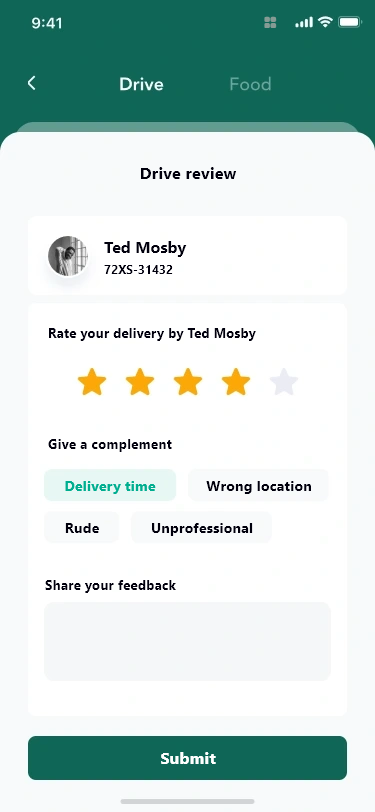 9:41
Drive Food
Drive review
Ted Mosby
72XS-31432
Rate your delivery by Ted Mosby
Give a complement
Delivery time Wrong location
Rude Unprofessional
Share your feedback
Submit